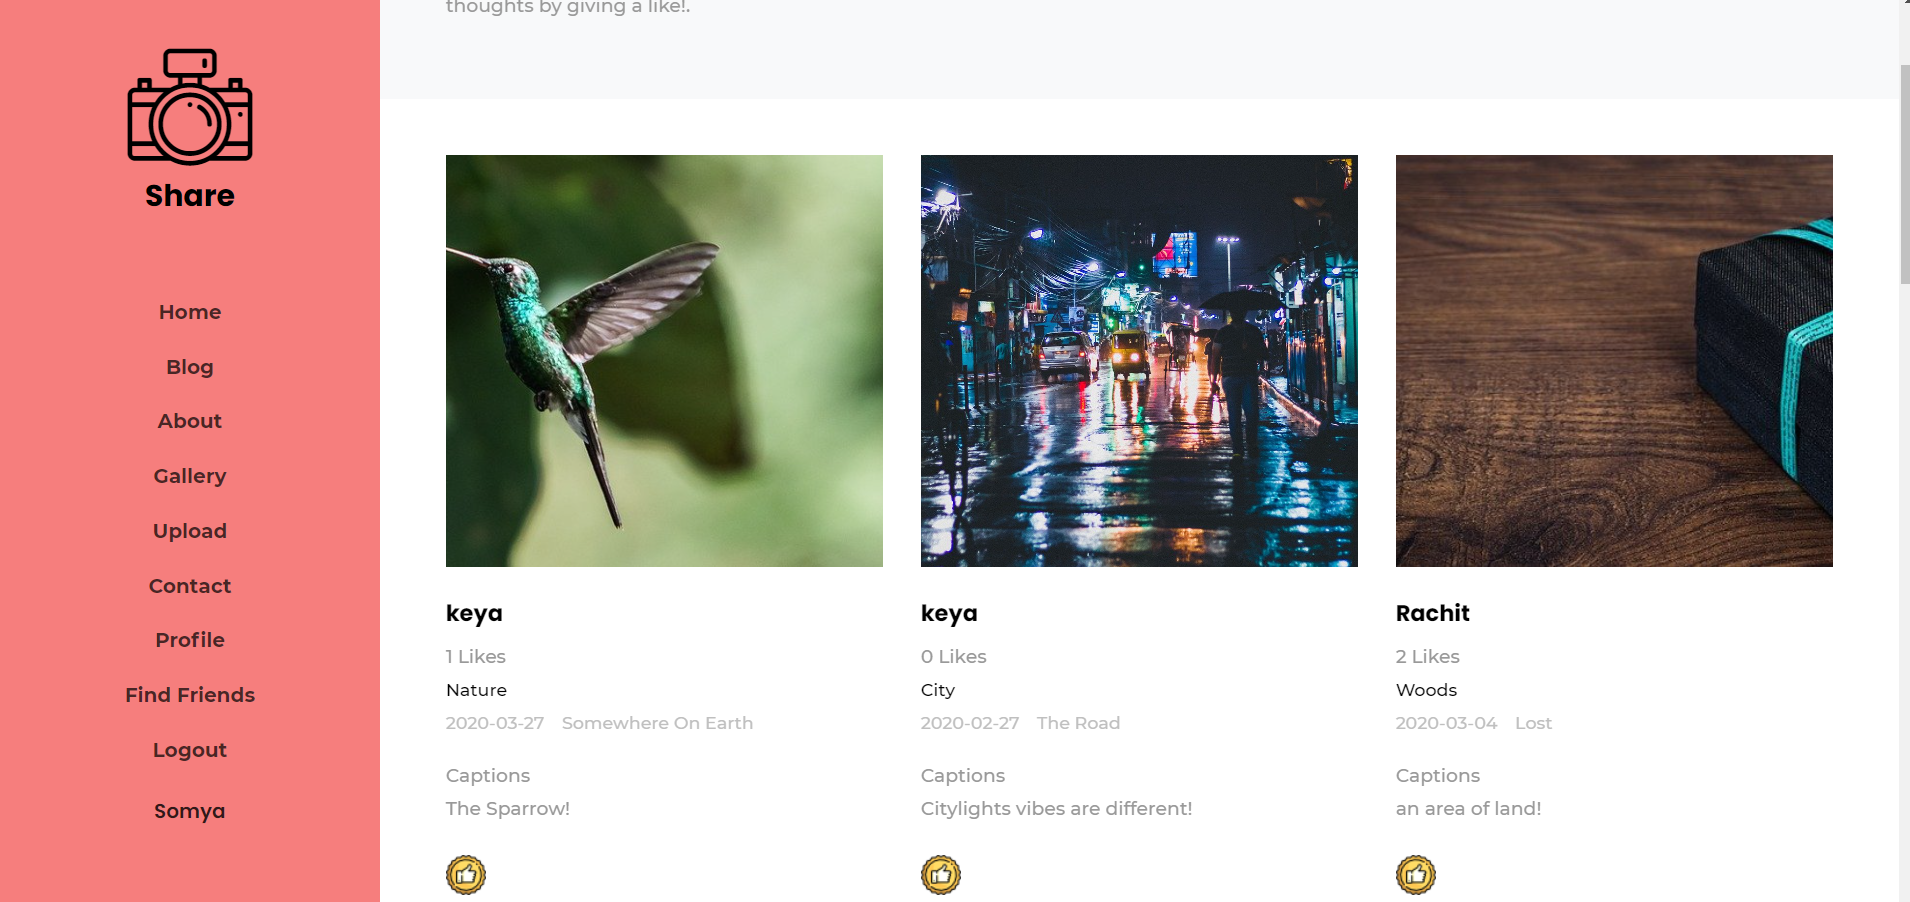 thoughts by giving a like!.
Share
Home
Blog
About
Gallery
Upload
Contact
Profile
Find Friends
Logout
Somya
keya
1 Likes
Nature
2020-03-27 Somewhere On Earth
Captions
The Sparrow!
keya
0 Likes
City
2020-02-27 The Road
Captions
Citylights vibes are different!
Rachit
2 Likes
Woods
2020-03-04 Lost
Captions
an area of land!